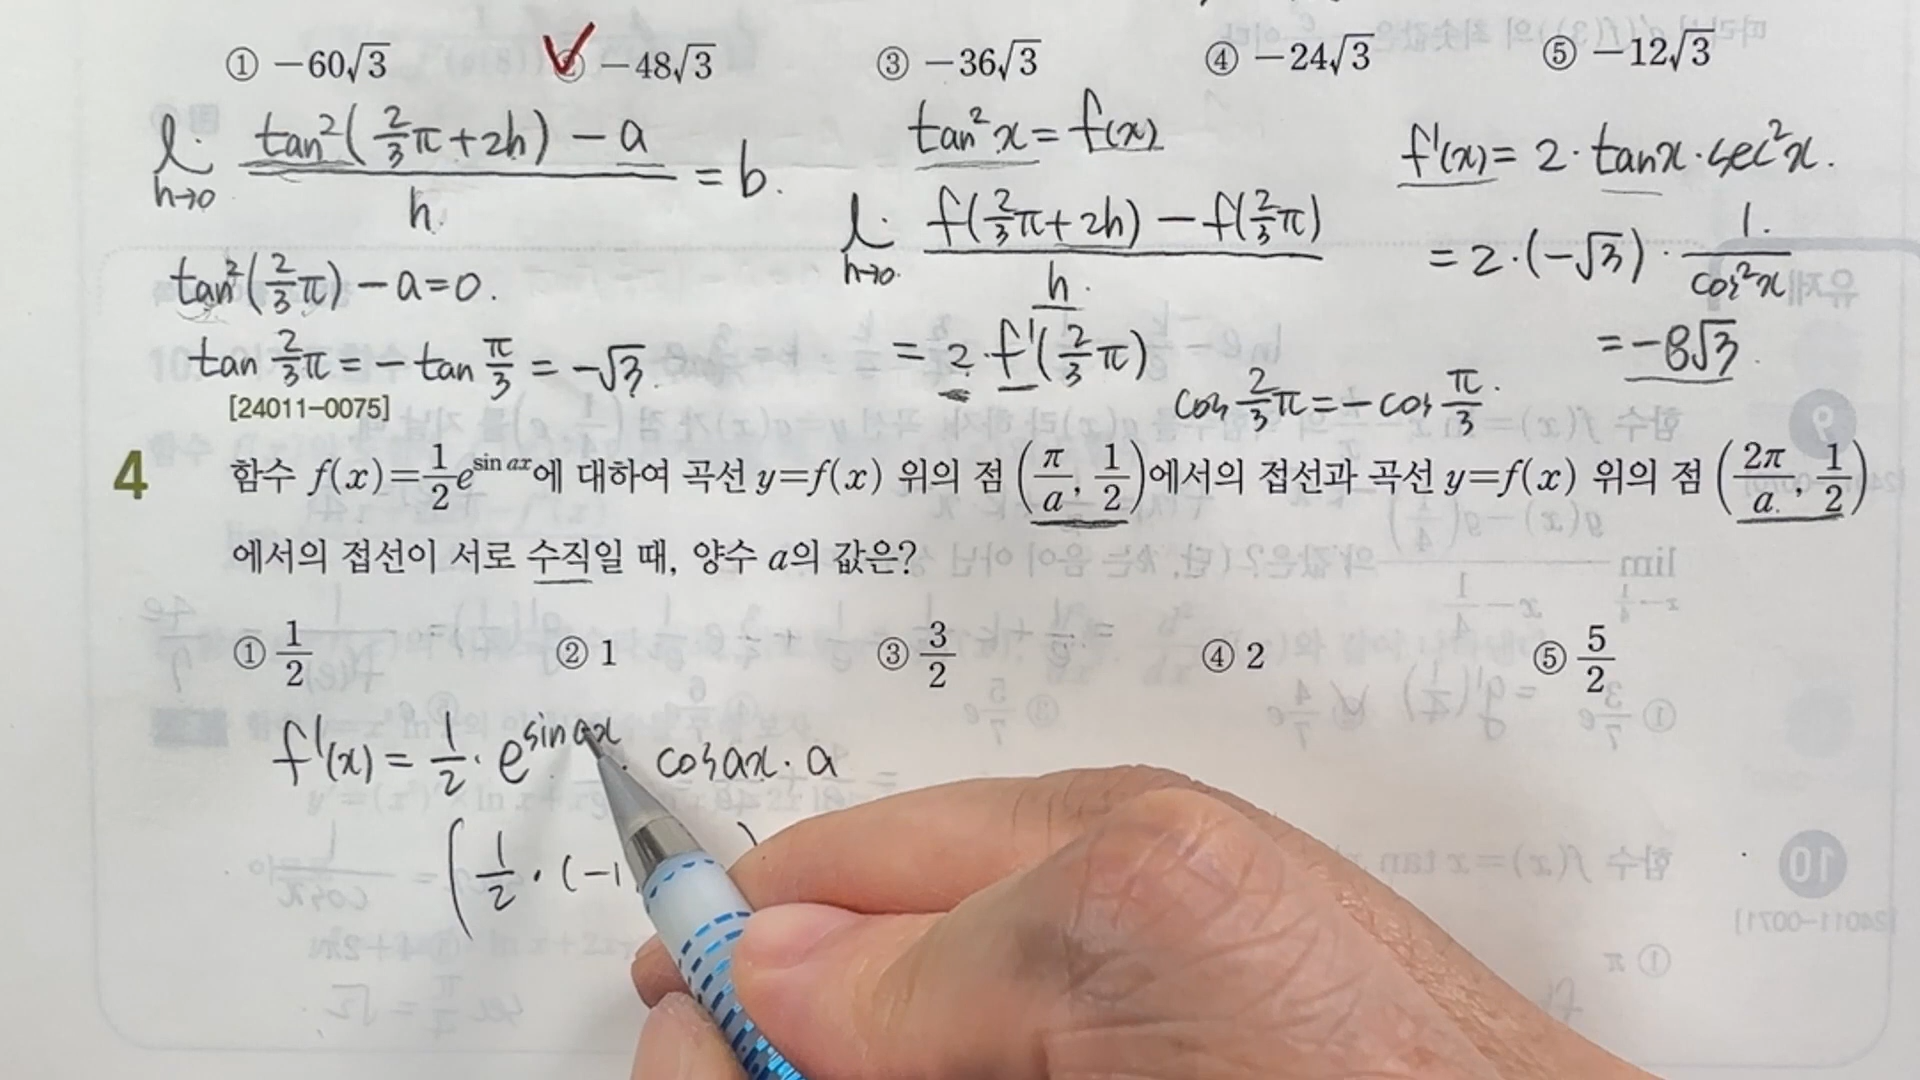 ① −60√3 ② −48√3 ③ −36√3 ④ −24√3 ⑤ −12√3
l. h→0 tan²(2/3π+2h) − a / h. = b.
tan²x = f(x)
f'(x) = 2·tanx·sec²x.
l. h→0. f(2/3π+2h) − f(2/3π) / h.
= 2·(−√3)· 1. / cos²x
tan²(2/3π) − a = 0.
= 2·f'(2/3π)
= −8√3
tan 2/3π = − tan π/3 = −√3.
cos 2/3π = − cos π/3.
[24011-0075]
4 함수 f(x)=1/2e^(sin ax)에 대하여 곡선 y=f(x) 위의 점 (π/a, 1/2)에서의 접선과 곡선 y=f(x) 위의 점 (2π/a, 1/2)
에서의 접선이 서로 수직일 때, 양수 a의 값은?
① 1/2 ② 1 ③ 3/2 ④ 2 ⑤ 5/2
f'(x) = 1/2 · e^(sin ax) · cos ax · a
(1/2 · (−1 )